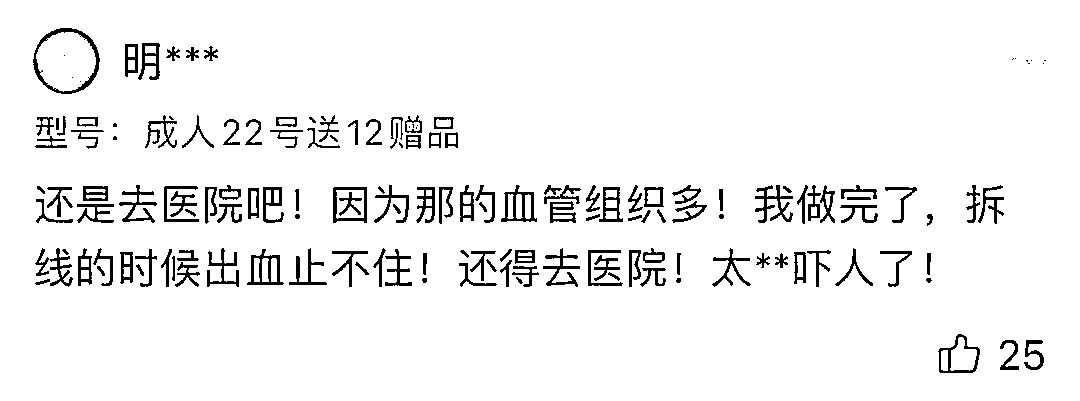 明***
型号：成人22号送12赠品
还是去医院吧！因为那的血管组织多！我做完了，拆
线的时候出血止不住！还得去医院！太**吓人了！
25